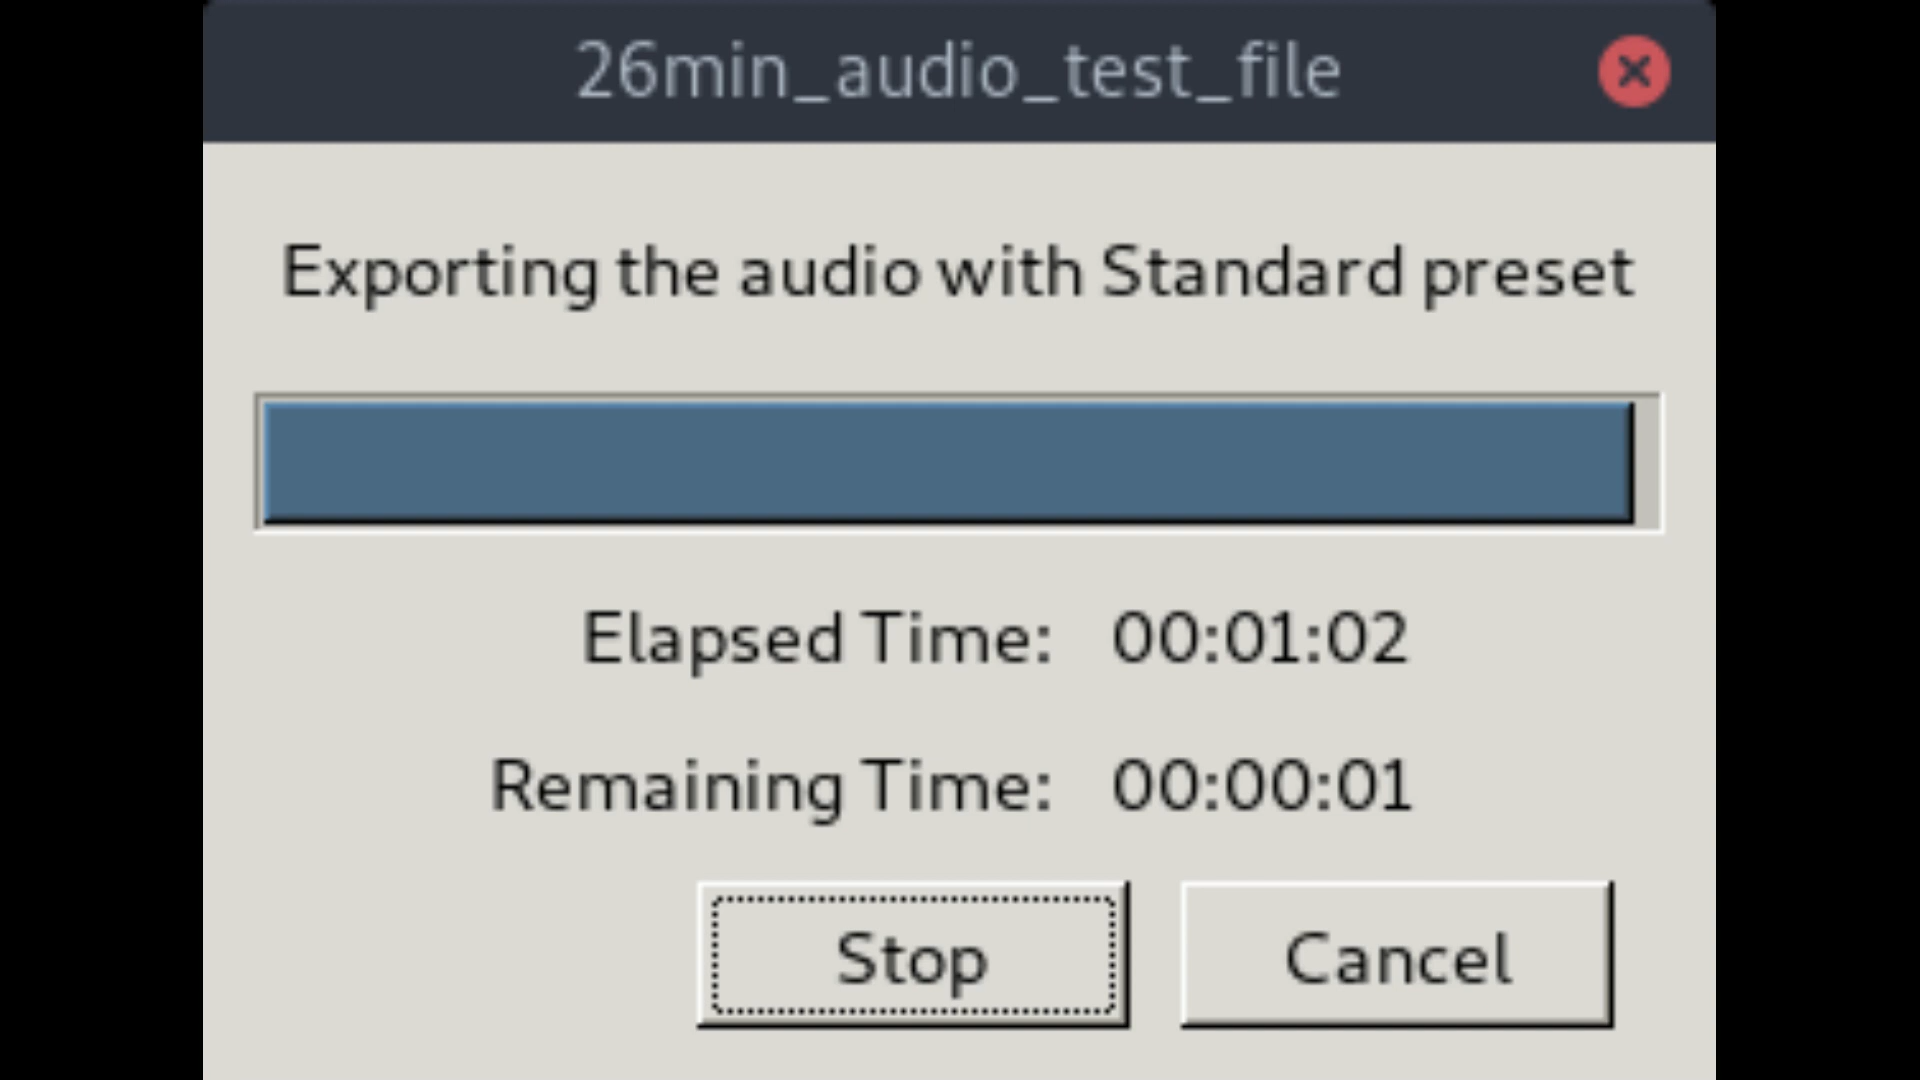 26min_audio_test_file
Exporting the audio with Standard preset
Elapsed Time: 00:01:02
Remaining Time: 00:00:01
Stop Cancel